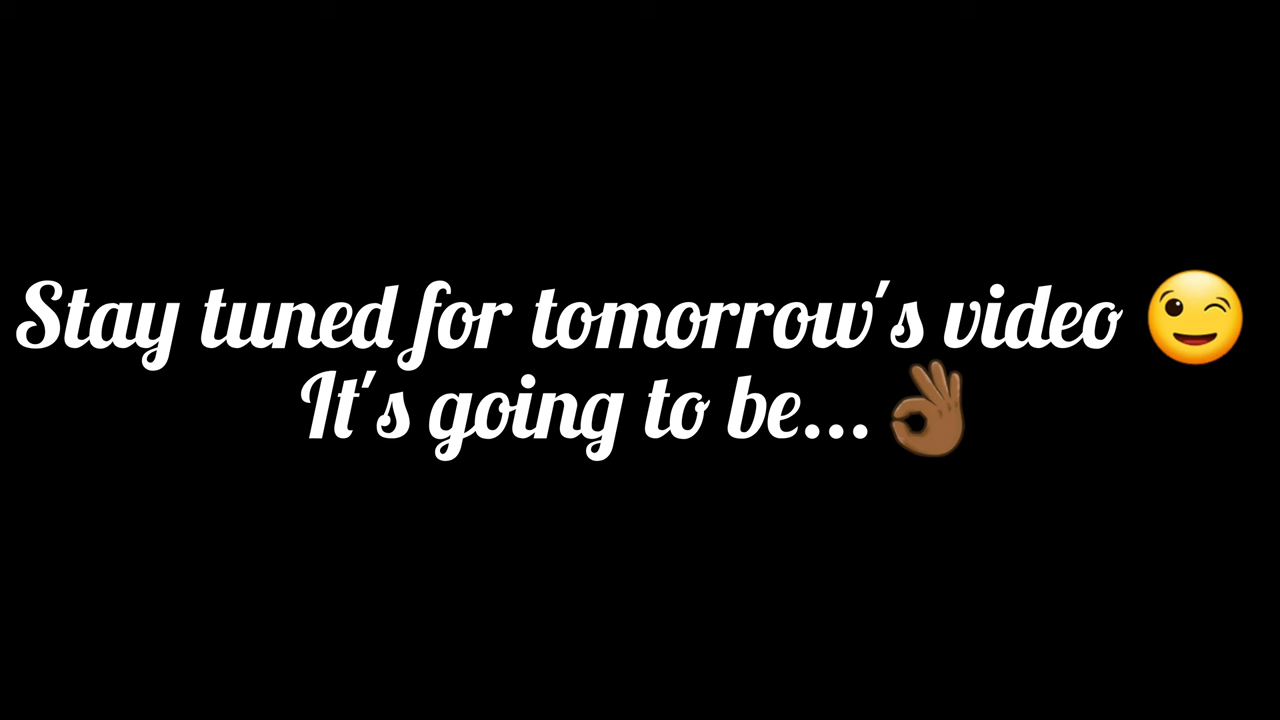 Stay tuned for tomorrow's video 😉
It's going to be... 👌🏾